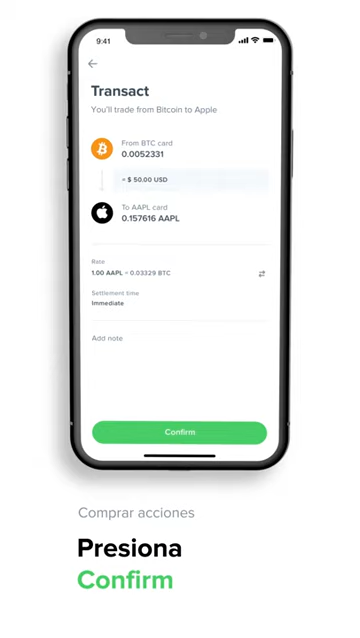 9:41
Transact
You'll trade from Bitcoin to Apple
From BTC card
0.0052331
= $ 50.00 USD
To AAPL card
0.157616 AAPL
Rate
1.00 AAPL = 0.03329 BTC
Settlement time
Immediate
Add note
Confirm
Comprar acciones
Presiona
Confirm